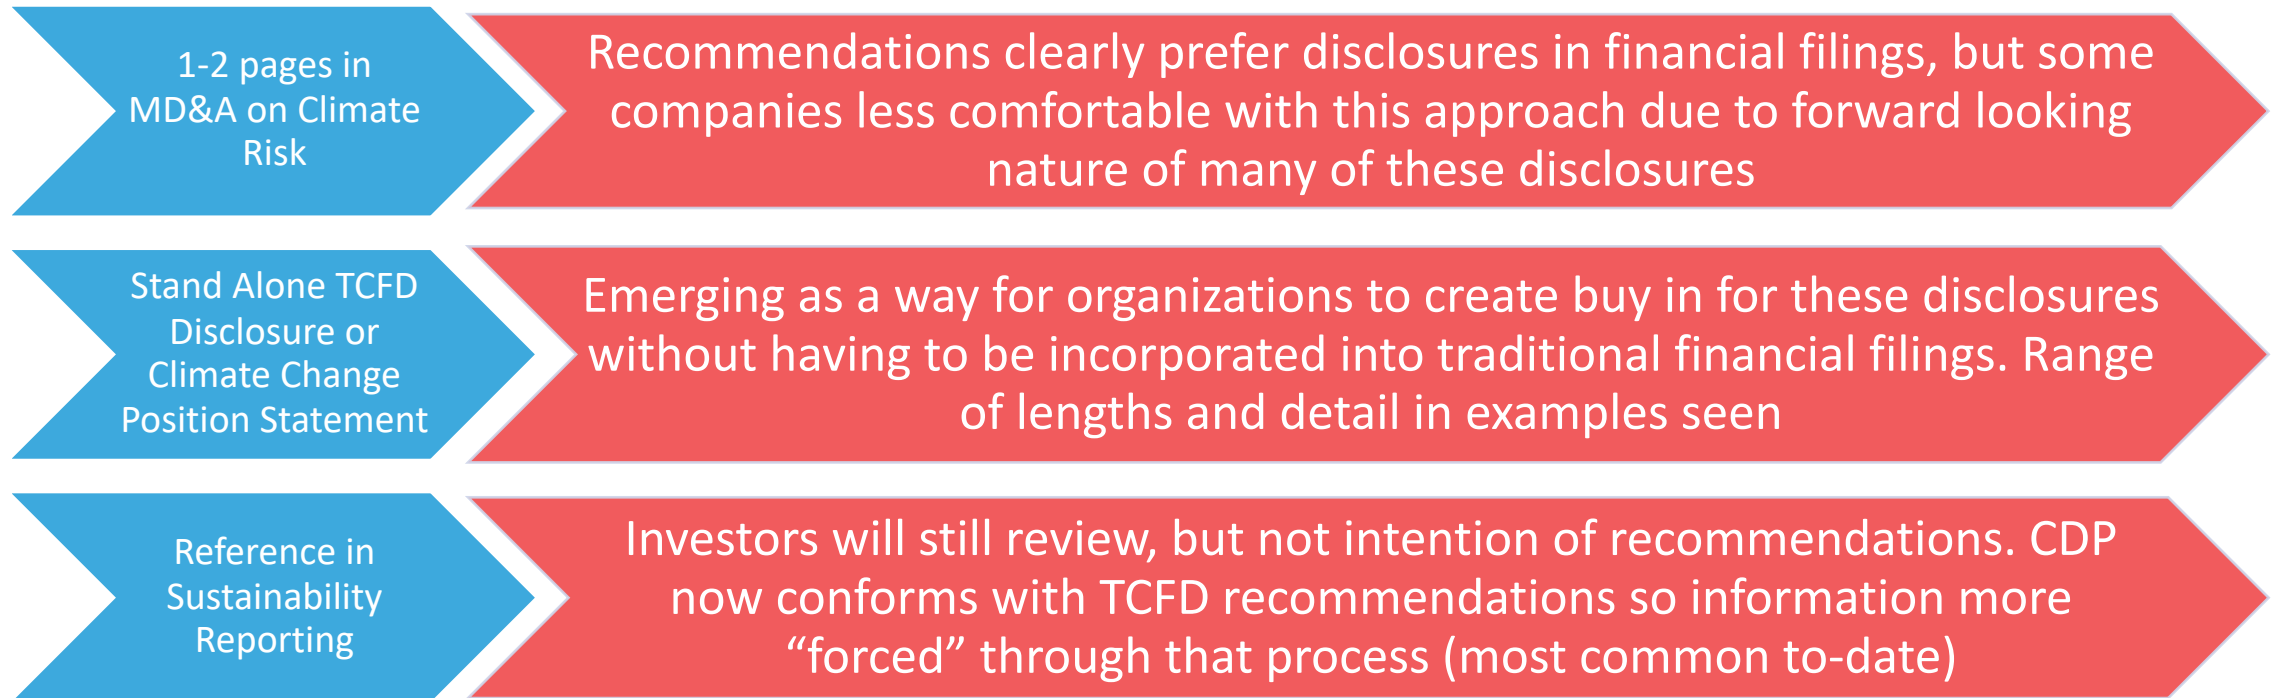 1-2 pages in
MD&A on Climate
Risk
Recommendations clearly prefer disclosures in financial filings, but some
companies less comfortable with this approach due to forward looking
nature of many of these disclosures
Stand Alone TCFD
Disclosure or
Climate Change
Position Statement
Emerging as a way for organizations to create buy in for these disclosures
without having to be incorporated into traditional financial filings. Range
of lengths and detail in examples seen
Reference in
Sustainability
Reporting
Investors will still review, but not intention of recommendations. CDP
now conforms with TCFD recommendations so information more
“forced” through that process (most common to-date)